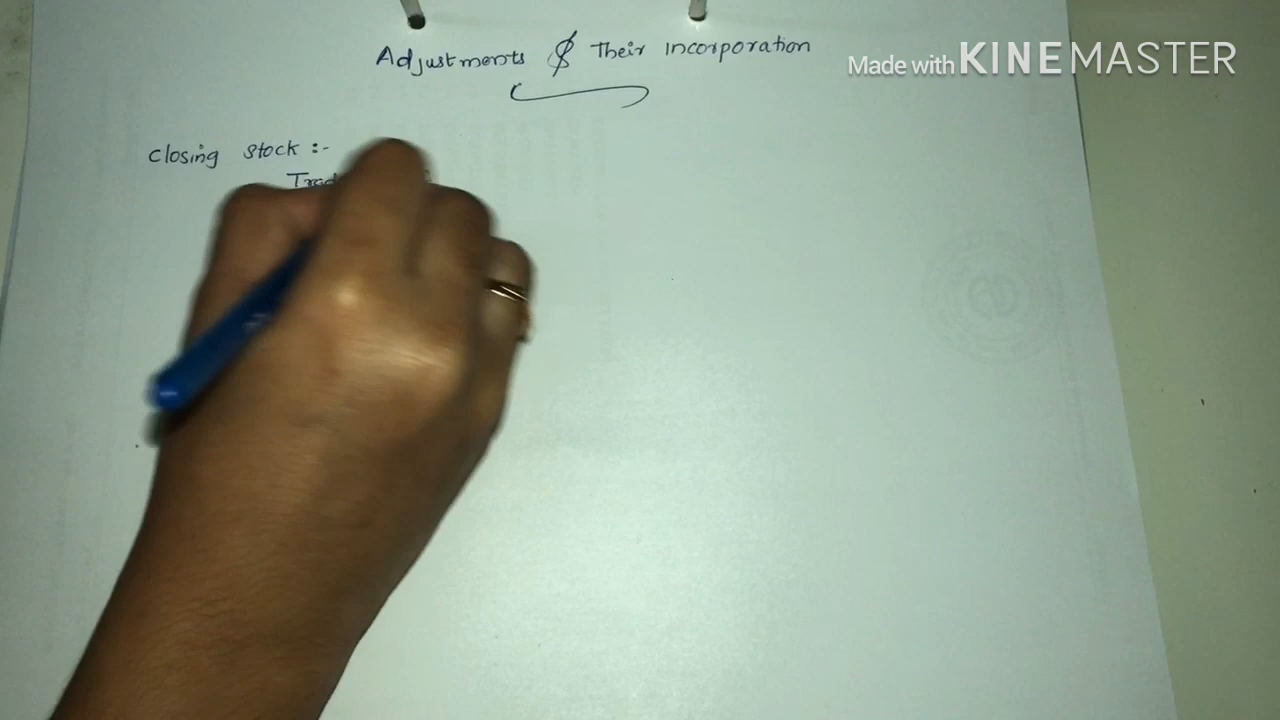 Adjustments & Their Incorporation
Made with KINEMASTER
Closing Stock :-